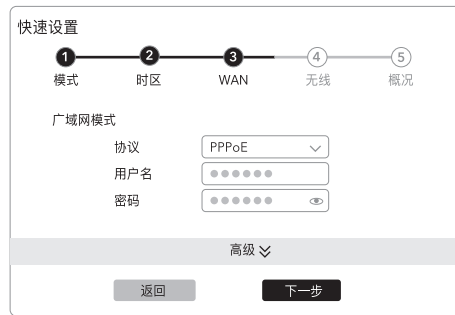 快速设置
1 2 3 4 5
模式 时区 WAN 无线 概况
广域网模式
协议 PPPoE
用户名
密码
高级
返回 下一步